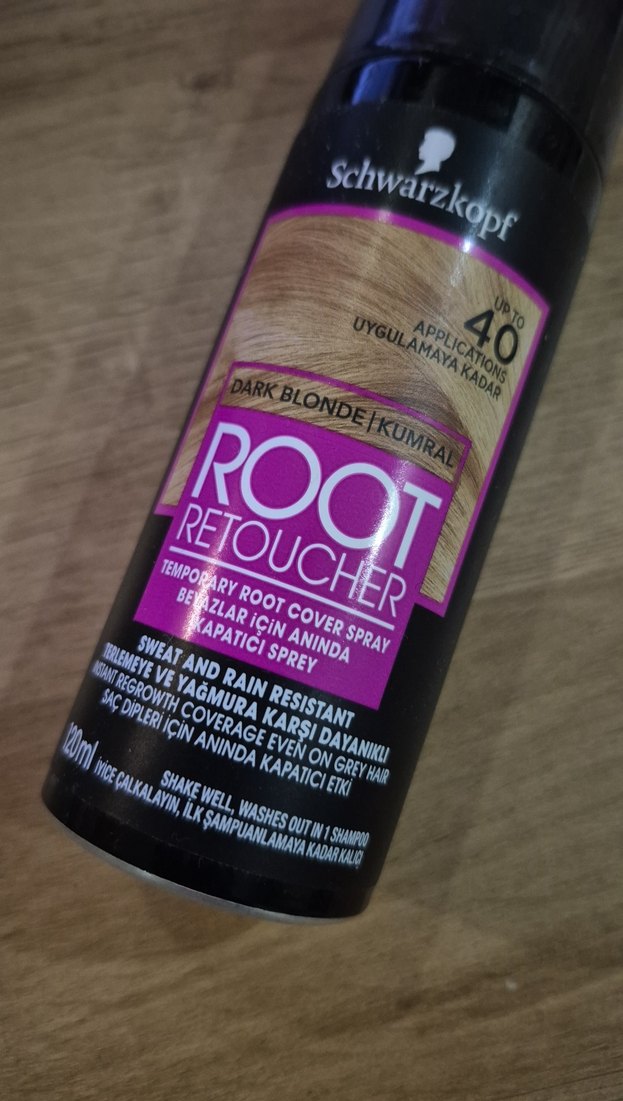 Schwarzkopf
UP TO
40
APPLICATIONS
UYGULAMAYA KADAR
DARK BLONDE | KUMRAL
ROOT
RETOUCHER
TEMPORARY ROOT COVER SPRAY
BEYAZLAR İÇİN ANINDA
KAPATICI SPREY
SWEAT AND RAIN RESISTANT
TERLEMEYE VE YAĞMURA KARŞI DAYANIKLI
INSTANT REGROWTH COVERAGE EVEN ON GREY HAIR
SAÇ DİPLERİ İÇİN ANINDA KAPATICI ETKİ
120ml
SHAKE WELL. WASHES OUT IN 1 SHAMPOO
İYİCE ÇALKALAYIN, İLK ŞAMPUANLAMAYA KADAR KALICI